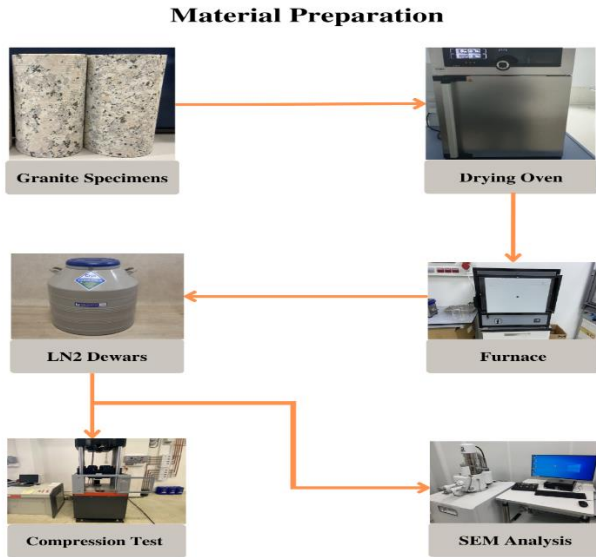 Material Preparation
Granite Specimens
Drying Oven
LN2 Dewars
Furnace
Compression Test
SEM Analysis